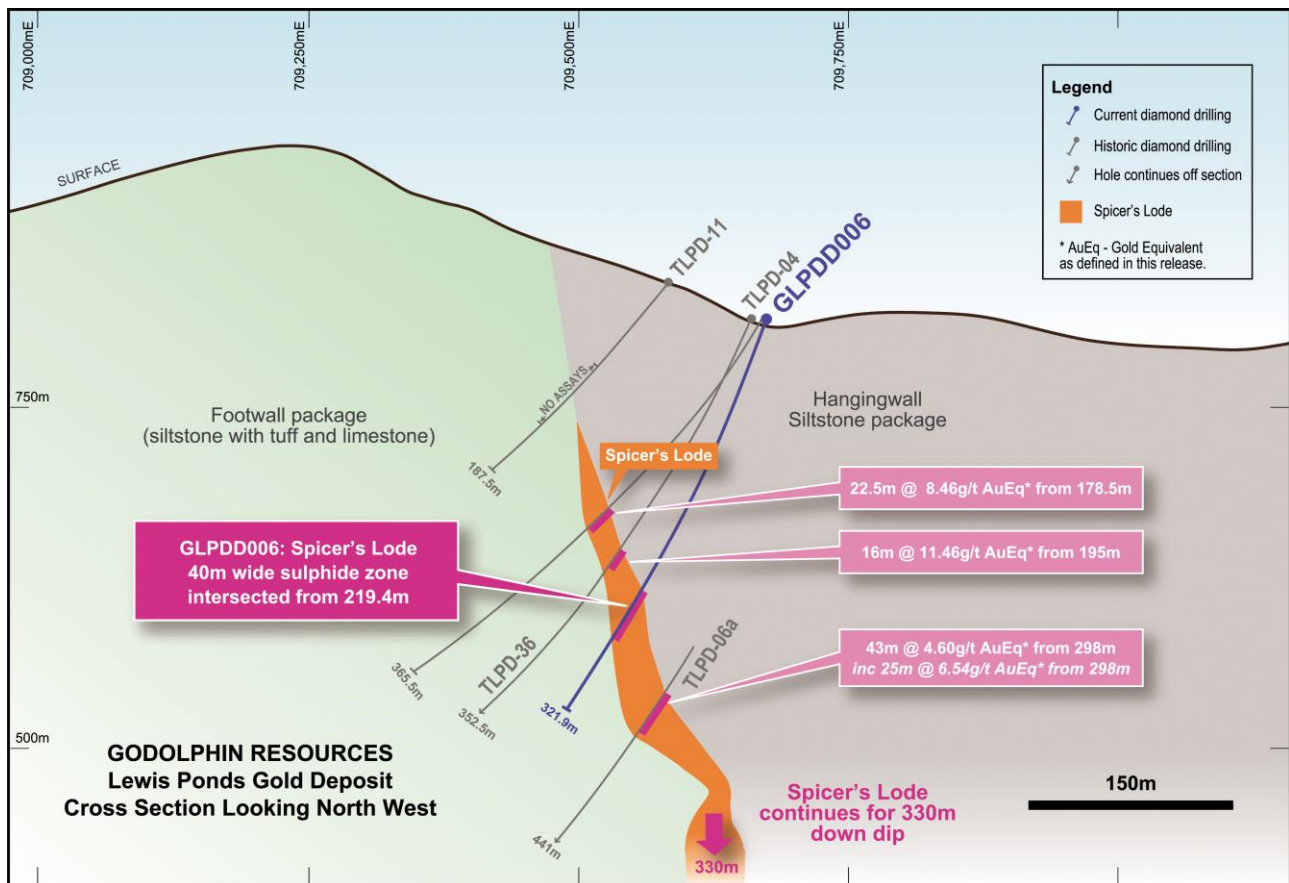 709,000mE
709,250mE
709,500mE
709,750mE
Legend
Current diamond drilling
Historic diamond drilling
Hole continues off section
Spicer's Lode
* AuEq - Gold Equivalent
as defined in this release.
SURFACE
TLPD-11
TLPD-04
GLPDD006
NO ASSAYS
750m
Footwall package
(siltstone with tuff and limestone)
Hangingwall
Siltstone package
187.5m
Spicer's Lode
22.5m @ 8.46g/t AuEq* from 178.5m
GLPDD006: Spicer's Lode
40m wide sulphide zone
intersected from 219.4m
16m @ 11.46g/t AuEq* from 195m
TLPD-36
TLPD-06a
43m @ 4.60g/t AuEq* from 298m
inc 25m @ 6.54g/t AuEq* from 298m
365.5m
352.5m
321.9m
500m
GODOLPHIN RESOURCES
Lewis Ponds Gold Deposit
Cross Section Looking North West
150m
Spicer's Lode
continues for 330m
down dip
441m
330m